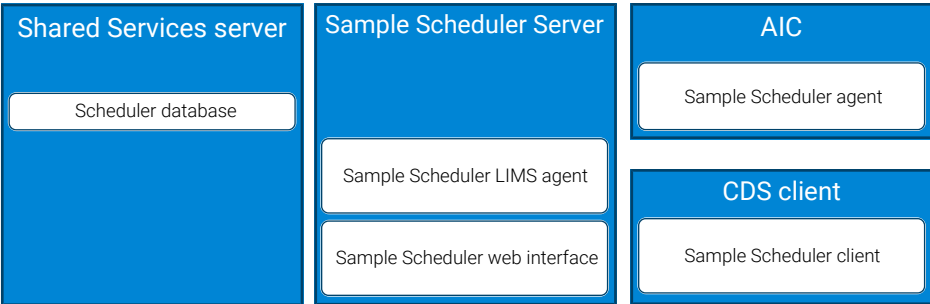 Shared Services server
Scheduler database
Sample Scheduler Server
Sample Scheduler LIMS agent
Sample Scheduler web interface
AIC
Sample Scheduler agent
CDS client
Sample Scheduler client